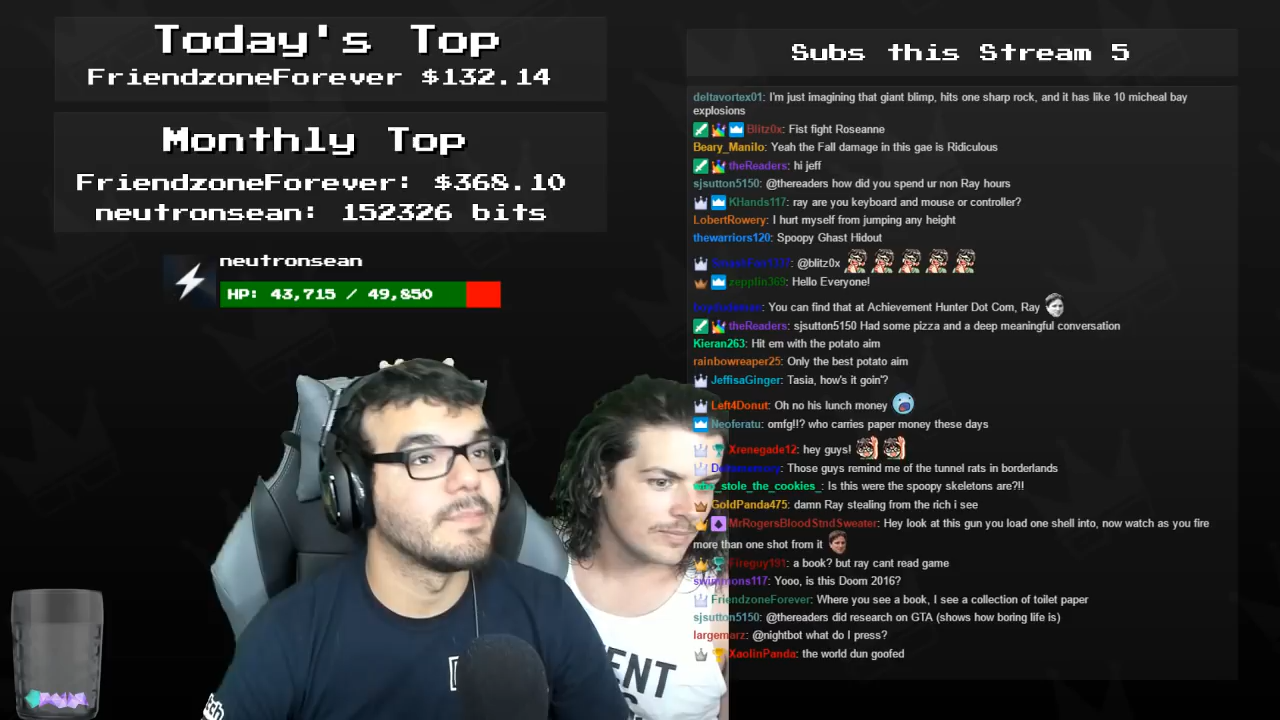 Today's Top
FriendzoneForever $132.14
Monthly Top
FriendzoneForever: $368.10
neutronsean: 152326 bits
neutronsean
HP: 43,715 / 49,850
Subs this Stream 5
deltavortex01: I'm just imagining that giant blimp, hits one sharp rock, and it has like 10 micheal bay
explosions
Blitz0x: Fist fight Roseanne
Beary_Manilo: Yeah the Fall damage in this gae is Ridiculous
theReaders: hi jeff
sjsutton5150: @thereaders how did you spend ur non Ray hours
KHands117: ray are you keyboard and mouse or controller?
LobertRowery: I hurt myself from jumping any height
thewarriors120: Spoopy Ghast Hidout
@blitz0x
zepplin369: Hello Everyone!
You can find that at Achievement Hunter Dot Com, Ray
theReaders: sjsutton5150 Had some pizza and a deep meaningful conversation
Kieran263: Hit em with the potato aim
rainbowreaper25: Only the best potato aim
JeffisaGinger: Tasia, how's it goin'?
Left4Donut: Oh no his lunch money
Neoferatu: omfg!!? who carries paper money these days
Xrenegade12: hey guys!
Those guys remind me of the tunnel rats in borderlands
who_stole_the_cookies_: Is this were the spoopy skeletons are?!!
GoldPanda475: damn Ray stealing from the rich i see
MrRogersBloodStndSweater: Hey look at this gun you load one shell into, now watch as you fire
more than one shot from it
Fireguy191: a book? but ray cant read game
swimmons117: Yooo, is this Doom 2016?
FriendzoneForever: Where you see a book, I see a collection of toilet paper
sjsutton5150: @thereaders did research on GTA (shows how boring life is)
largemarz: @nightbot what do I press?
XaolinPanda: the world dun goofed